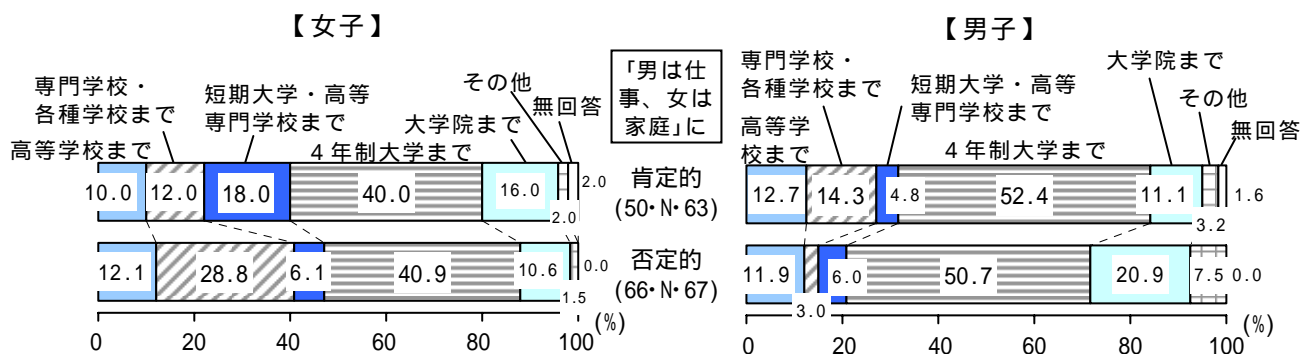 【女子】
専門学校・
各種学校まで
短期大学・高等
専門学校まで
その他
無回答
大学院まで
高等学校まで
4年制大学まで
10.0 12.0 18.0 40.0 16.0 2.0 2.0
12.1 28.8 6.1 40.9 10.6 1.5 0.0
0 20 40 60 80 100 (%)
「男は仕
事、女は
家庭」に
肯定的
(50・N・63)
否定的
(66・N・67)
【男子】
専門学校・
各種学校まで
短期大学・高等
専門学校まで
大学院まで
その他
無回答
高等学
校まで
4年制大学まで
12.7 14.3 4.8 52.4 11.1 3.2 1.6
11.9 3.0 6.0 50.7 20.9 7.5 0.0
0 20 40 60 80 100 (%)